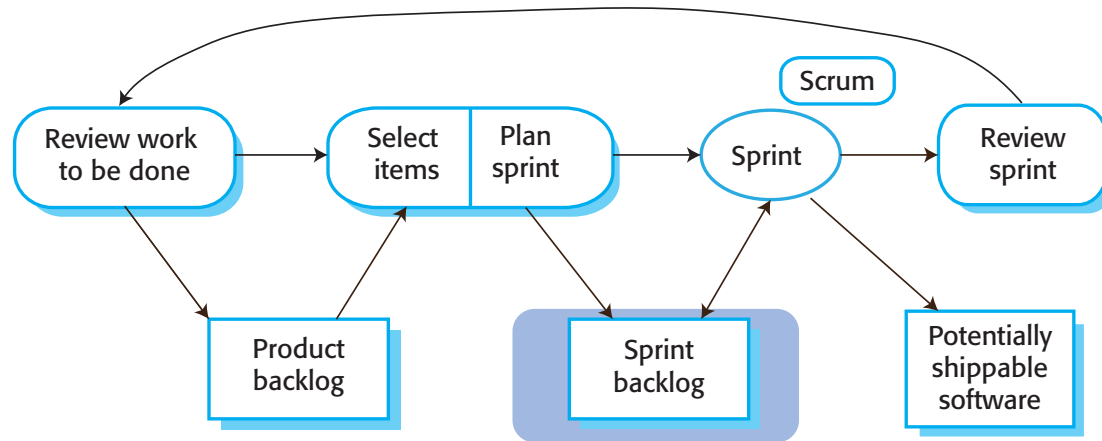 Scrum
Review work
to be done
Select
items
Plan
sprint
Sprint
Review
sprint
Product
backlog
Sprint
backlog
Potentially
shippable
software